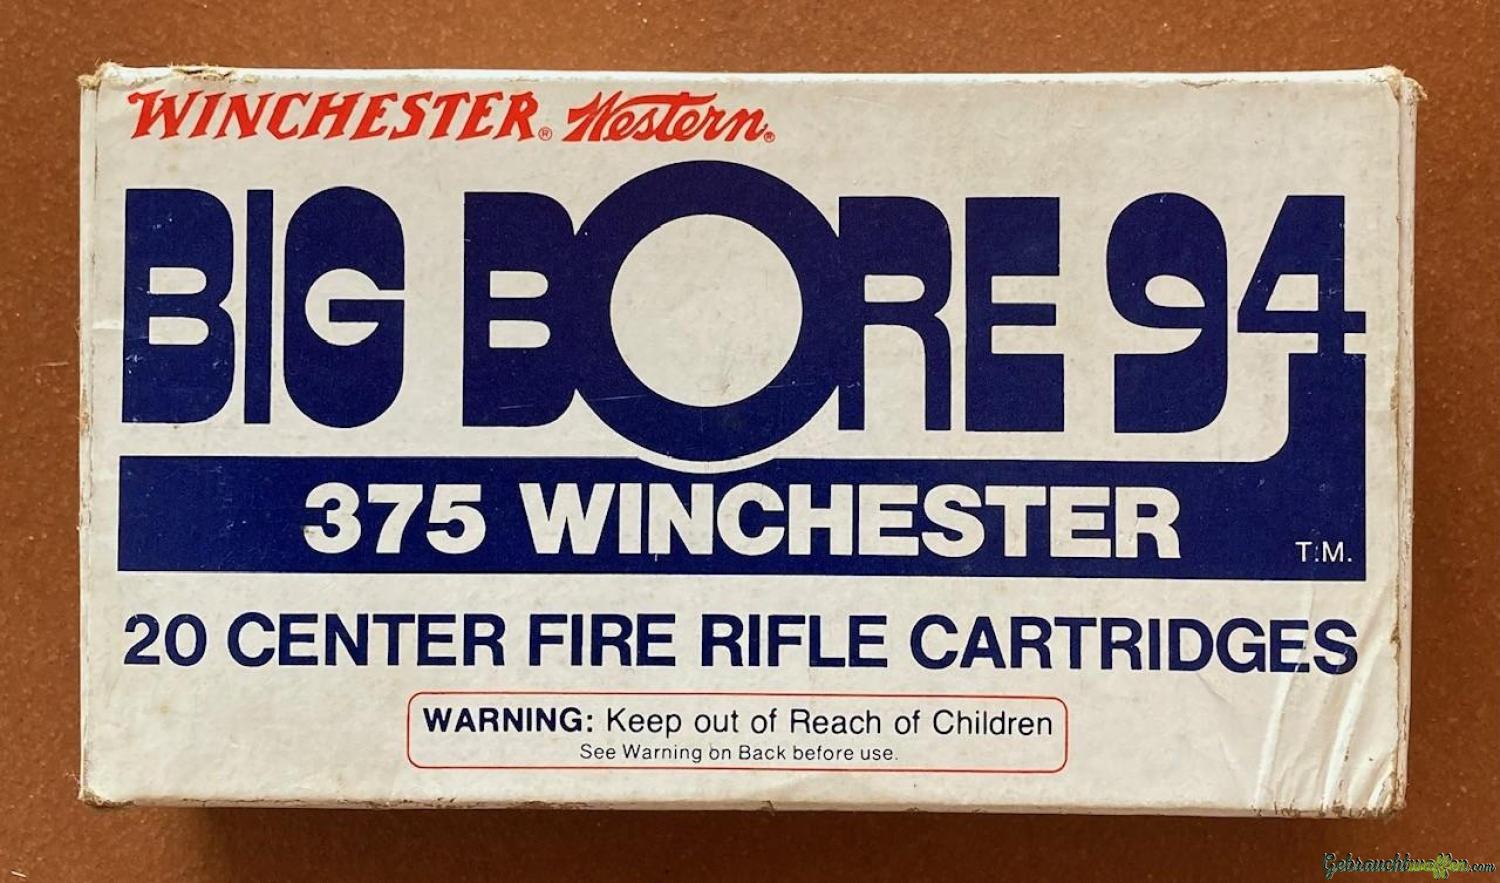 WINCHESTER® Western®
BIG BORE 94
375 WINCHESTER T.M.
20 CENTER FIRE RIFLE CARTRIDGES
WARNING: Keep out of Reach of Children
See Warning on Back before use.
Gebrauchtwaffen.com